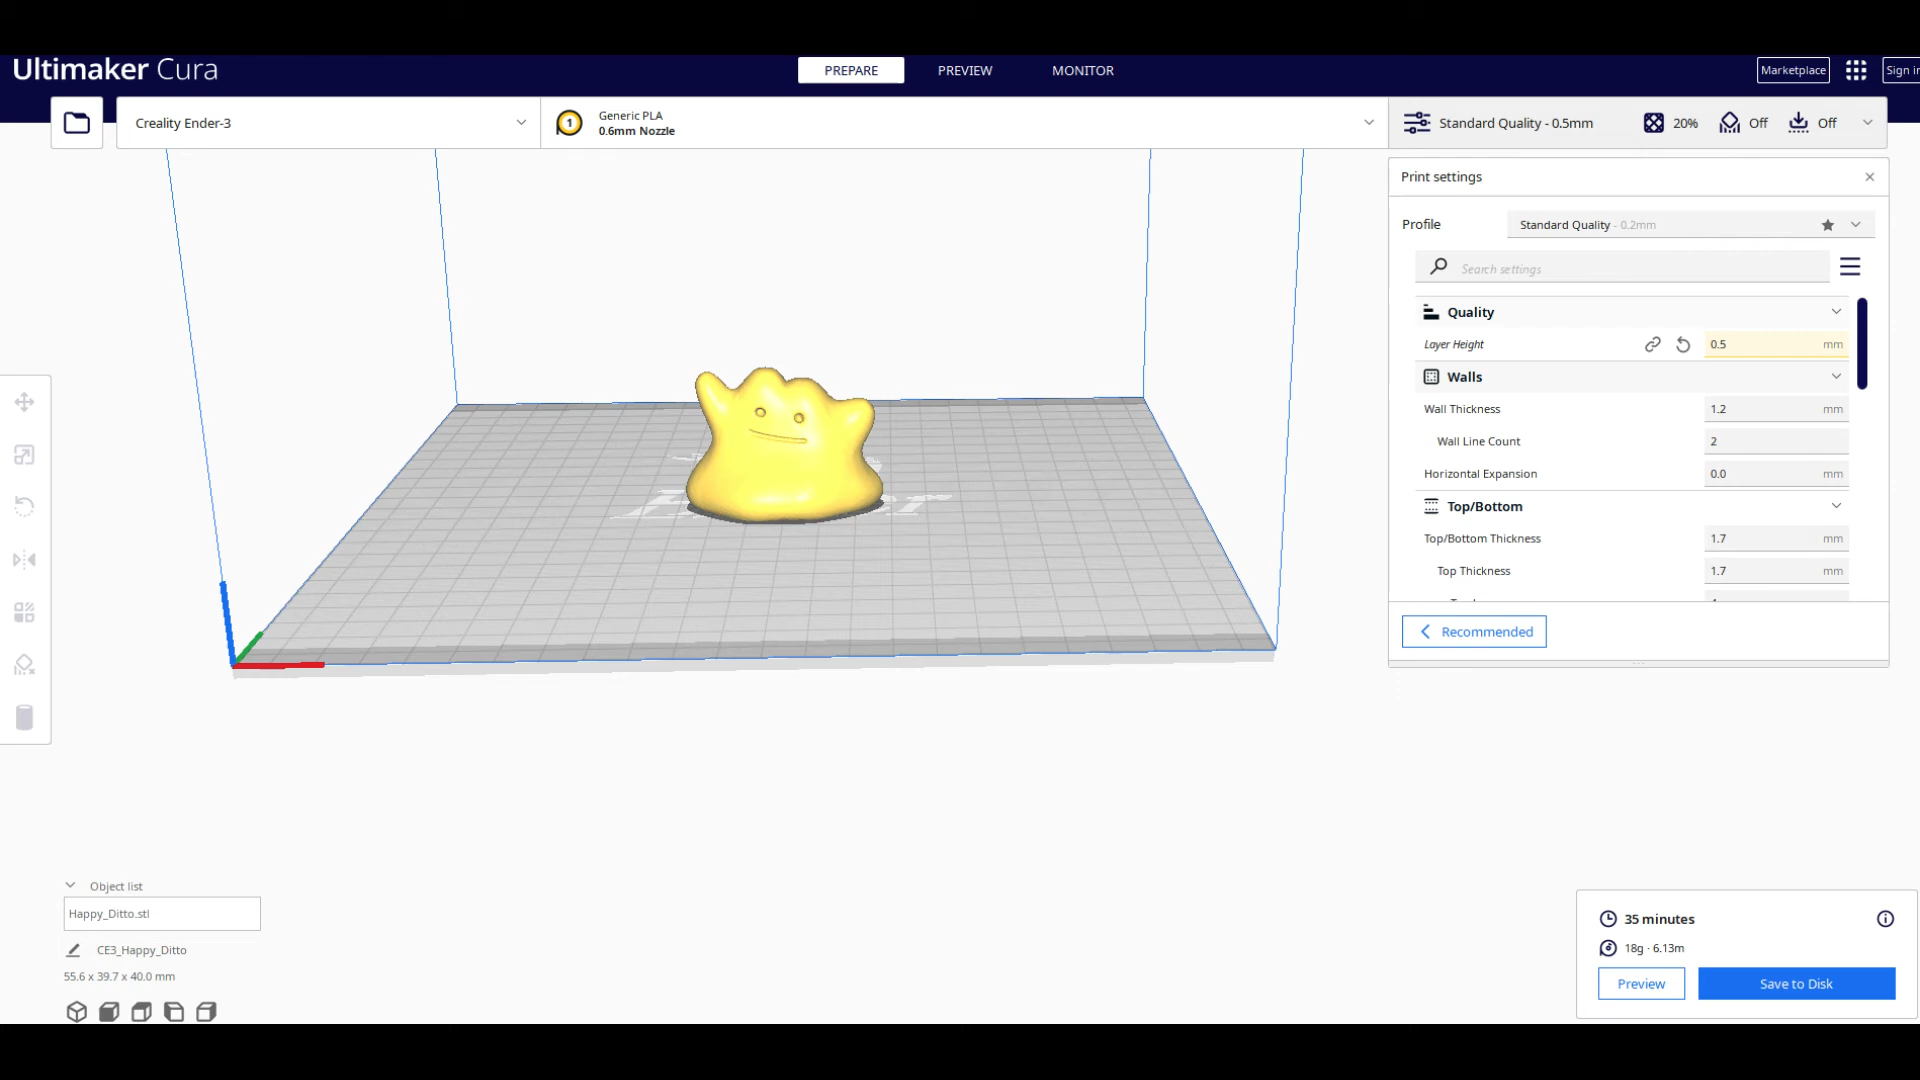 Ultimaker Cura
PREPARE
PREVIEW
MONITOR
Marketplace
Sign in
Creality Ender-3
1
Generic PLA
0.6mm Nozzle
Standard Quality - 0.5mm
20%
Off
Off
Print settings
Profile
Standard Quality - 0.2mm
Search settings
Quality
Layer Height
0.5 mm
Walls
Wall Thickness
1.2 mm
Wall Line Count
2
Horizontal Expansion
0.0 mm
Top/Bottom
Top/Bottom Thickness
1.7 mm
Top Thickness
1.7 mm
Recommended
Object list
Happy_Ditto.stl
CE3_Happy_Ditto
55.6 x 39.7 x 40.0 mm
35 minutes
18g · 6.13m
Preview
Save to Disk